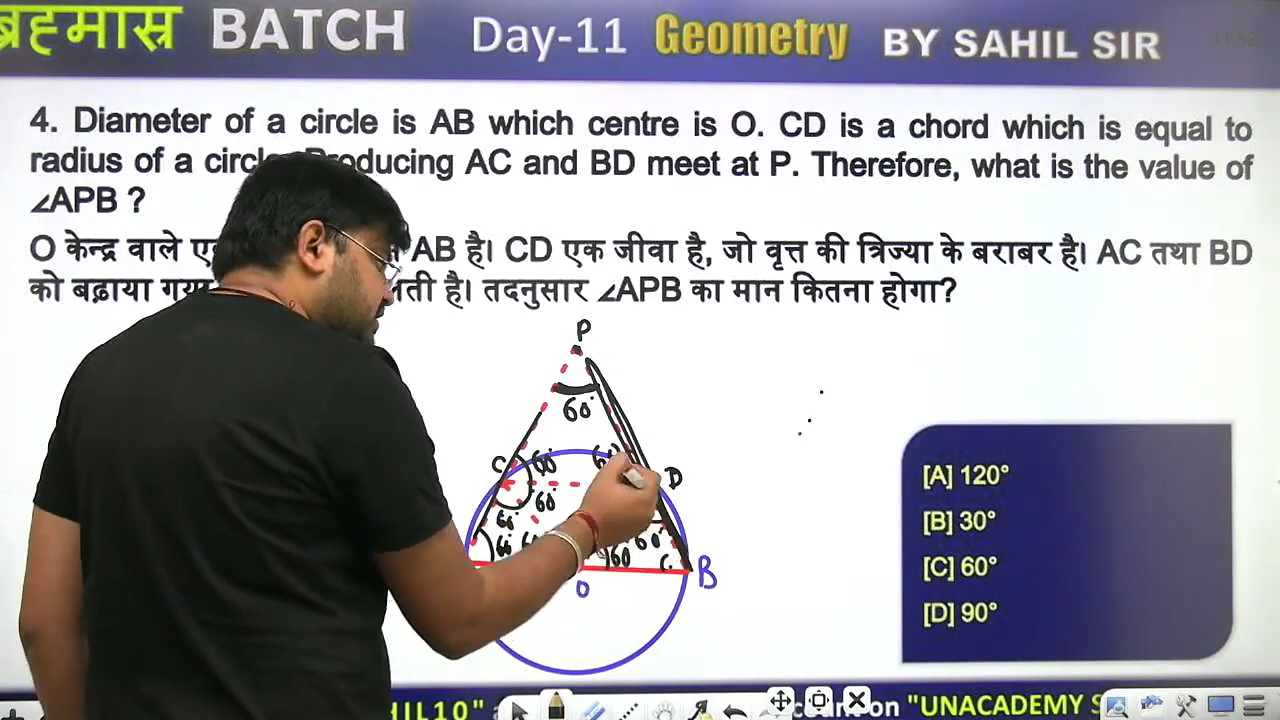 ब्रह्मास्र BATCH Day-11 Geometry BY SAHIL SIR
4. Diameter of a circle is AB which centre is O. CD is a chord which is equal to
radius of a Producing AC and BD meet at P. Therefore, what is the value of
∠APB ?
O केन्द्र वाले AB है। CD एक जीवा है, जो वृत्त की त्रिज्या के बराबर है। AC तथा BD
को बढ़ाया है। तदनुसार ∠APB का मान कितना होगा?
P
60°
C 60° D
60°
60 60
O B
[A] 120°
[B] 30°
[C] 60°
[D] 90°
on "UNACADEMY